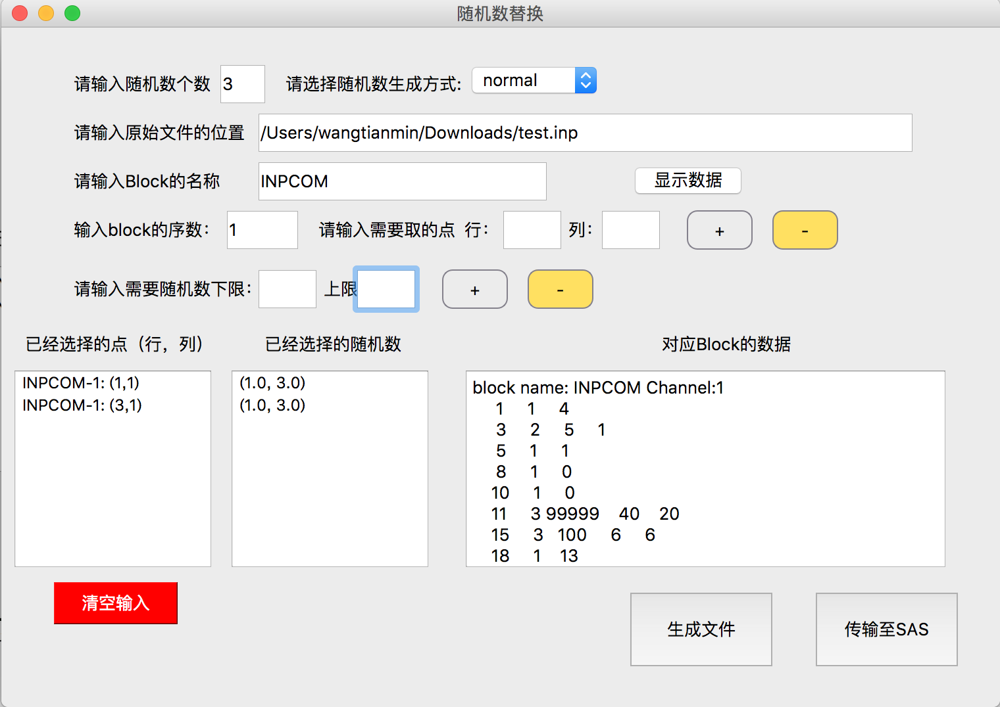 随机数替换
请输入随机数个数 3 请选择随机数生成方式: normal
请输入原始文件的位置 /Users/wangtianmin/Downloads/test.inp
请输入Block的名称 INPCOM 显示数据
输入block的序数： 1 请输入需要取的点 行： 列： + -
请输入需要随机数下限： 上限 + -
已经选择的点（行，列） 已经选择的随机数 对应Block的数据
INPCOM-1: (1,1)
INPCOM-1: (3,1)
(1.0, 3.0)
(1.0, 3.0)
block name: INPCOM Channel:1
1 1 4
3 2 5 1
5 1 1
8 1 0
10 1 0
11 3 99999 40 20
15 3 100 6 6
18 1 13
清空输入
生成文件 传输至SAS